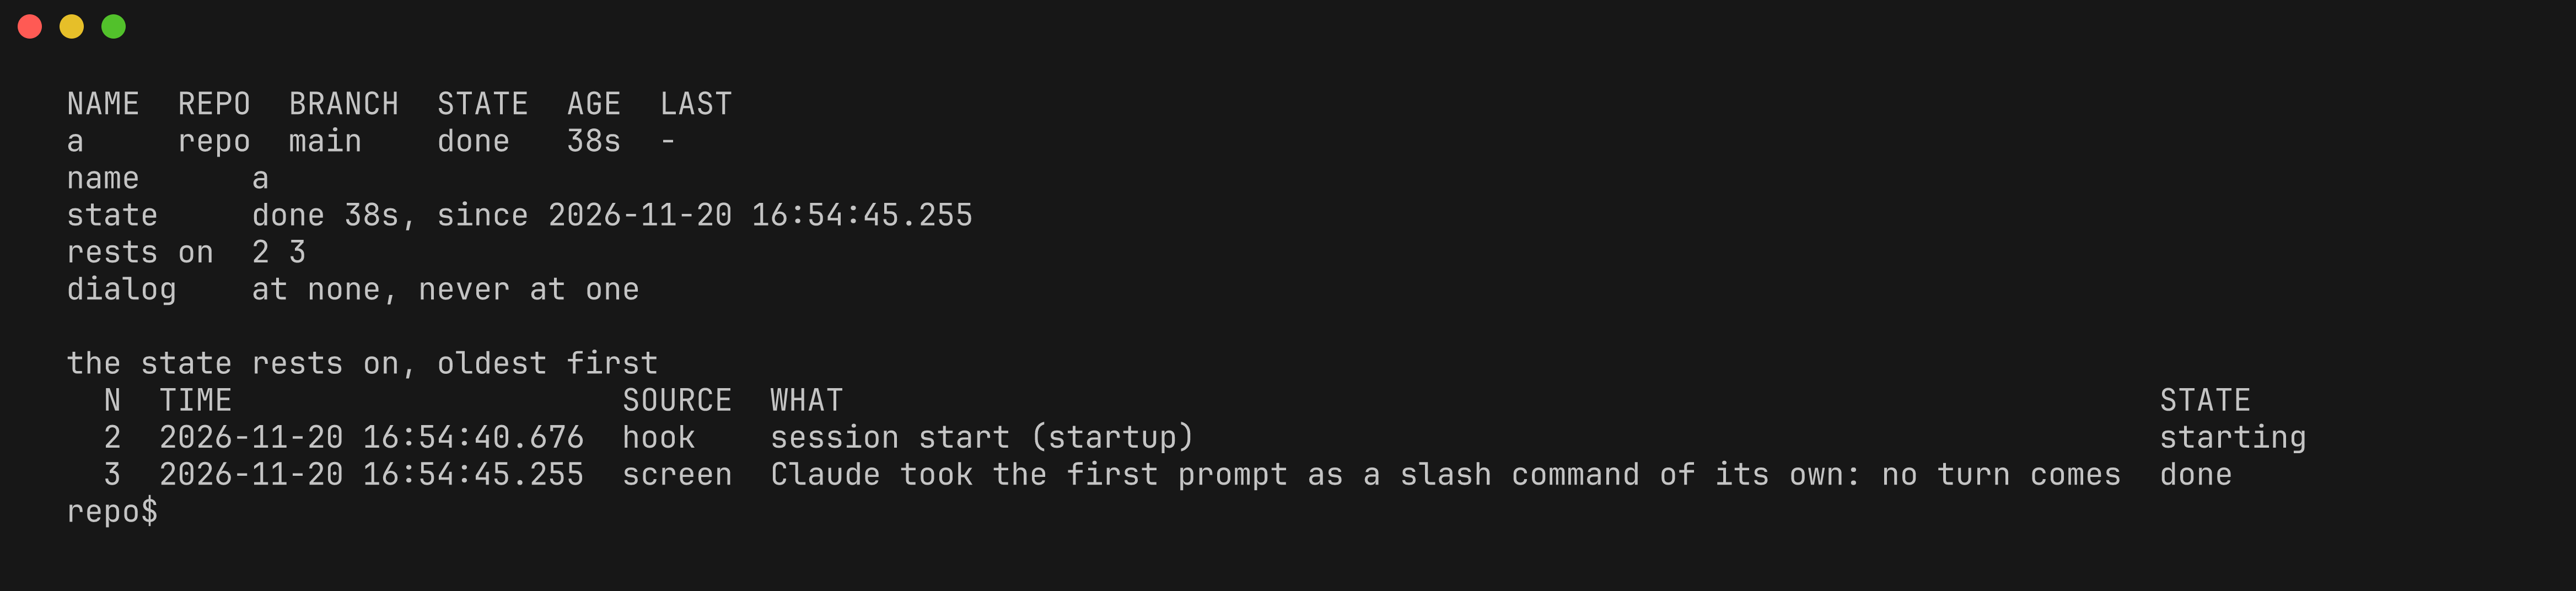 NAME  REPO  BRANCH  STATE  AGE  LAST
a     repo  main    done   38s  -
name      a
state     done 38s, since 2026-11-20 16:54:45.255
rests on  2 3
dialog    at none, never at one
the state rests on, oldest first
  N  TIME                     SOURCE  WHAT                                                                       STATE
  2  2026-11-20 16:54:40.676  hook    session start (startup)                                                    starting
  3  2026-11-20 16:54:45.255  screen  Claude took the first prompt as a slash command of its own: no turn comes  done
repo$